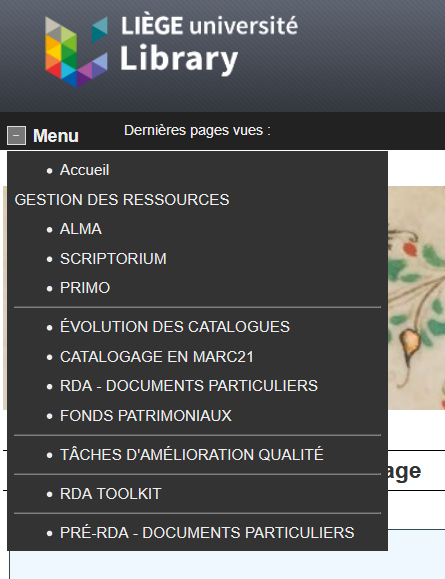 LIÈGE université
Library
Menu
Dernières pages vues :
Accueil
GESTION DES RESSOURCES
ALMA
SCRIPTORIUM
PRIMO
ÉVOLUTION DES CATALOGUES
CATALOGAGE EN MARC21
RDA - DOCUMENTS PARTICULIERS
FONDS PATRIMONIAUX
TÂCHES D'AMÉLIORATION QUALITÉ
age
RDA TOOLKIT
PRÉ-RDA - DOCUMENTS PARTICULIERS